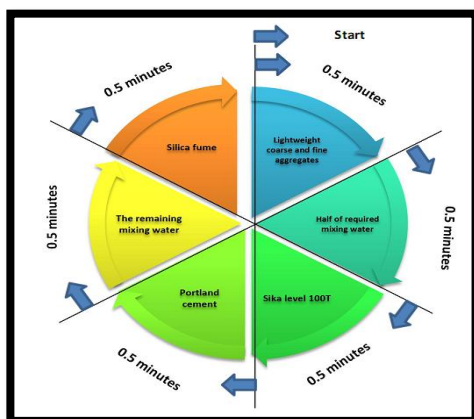 Start
0.5 minutes
Lightweight
coarse and fine
aggregates
0.5 minutes
Half of required
mixing water
0.5 minutes
Sika level 100T
0.5 minutes
Portland
cement
0.5 minutes
The remaining
mixing water
0.5 minutes
Silica fume